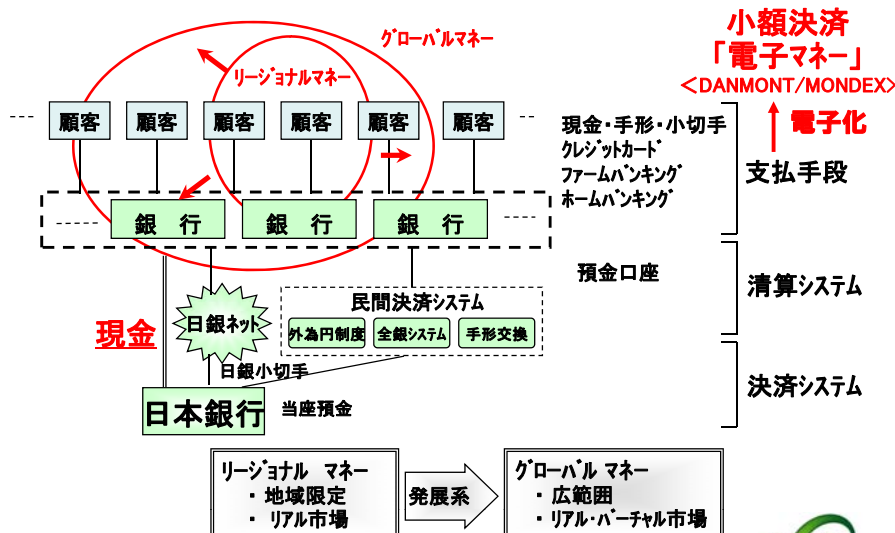 グローバルマネー
リージョナルマネー
小額決済
「電子マネー」
<DANMONT/MONDEX>
電子化
顧客
顧客
顧客
顧客
顧客
顧客
現金・手形・小切手
クレジットカード
ファームバンキング
ホームバンキング
支払手段
銀 行
銀 行
銀 行
預金口座
清算システム
現金
日銀ネット
民間決済システム
外為円制度
全銀システム
手形交換
日銀小切手
日本銀行
当座預金
決済システム
リージョナル マネー
・ 地域限定
・ リアル市場
発展系
グローバル マネー
・ 広範囲
・ リアル・バーチャル市場